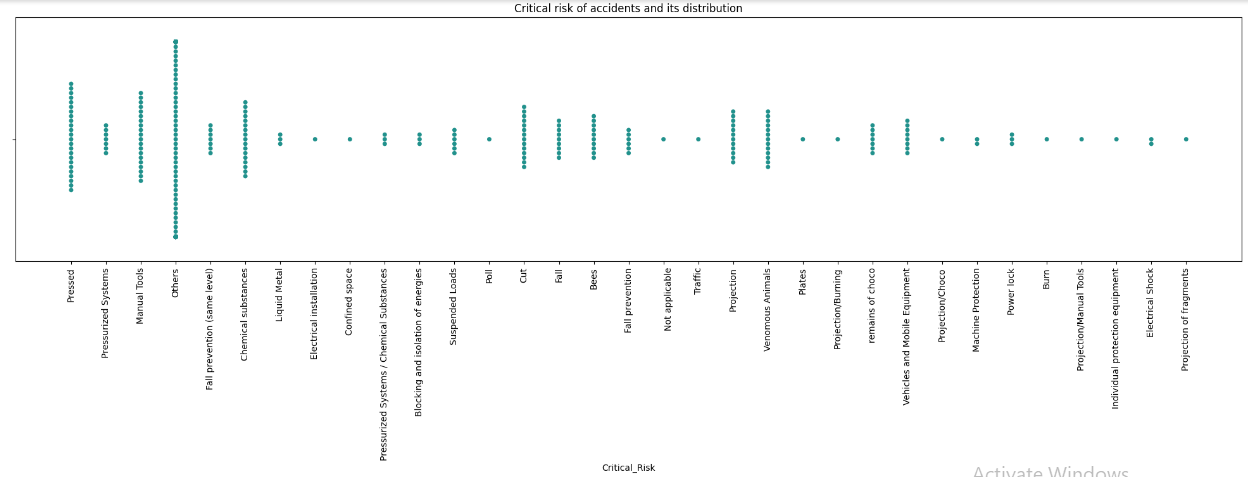 Critical risk of accidents and its distribution
Pressed
Pressurized Systems
Manual Tools
Others
Fall prevention (same level)
Chemical substances
Liquid Metal
Electrical installation
Confined space
Pressurized Systems / Chemical Substances
Blocking and isolation of energies
Suspended Loads
Poll
Cut
Fall
Bees
Fall prevention
Not applicable
Traffic
Projection
Venomous Animals
Plates
Projection/Burning
remains of choco
Vehicles and Mobile Equipment
Projection/Choco
Machine Protection
Power lock
Burn
Projection/Manual Tools
Individual protection equipment
Electrical Shock
Projection of fragments
Critical_Risk
Activate Windows